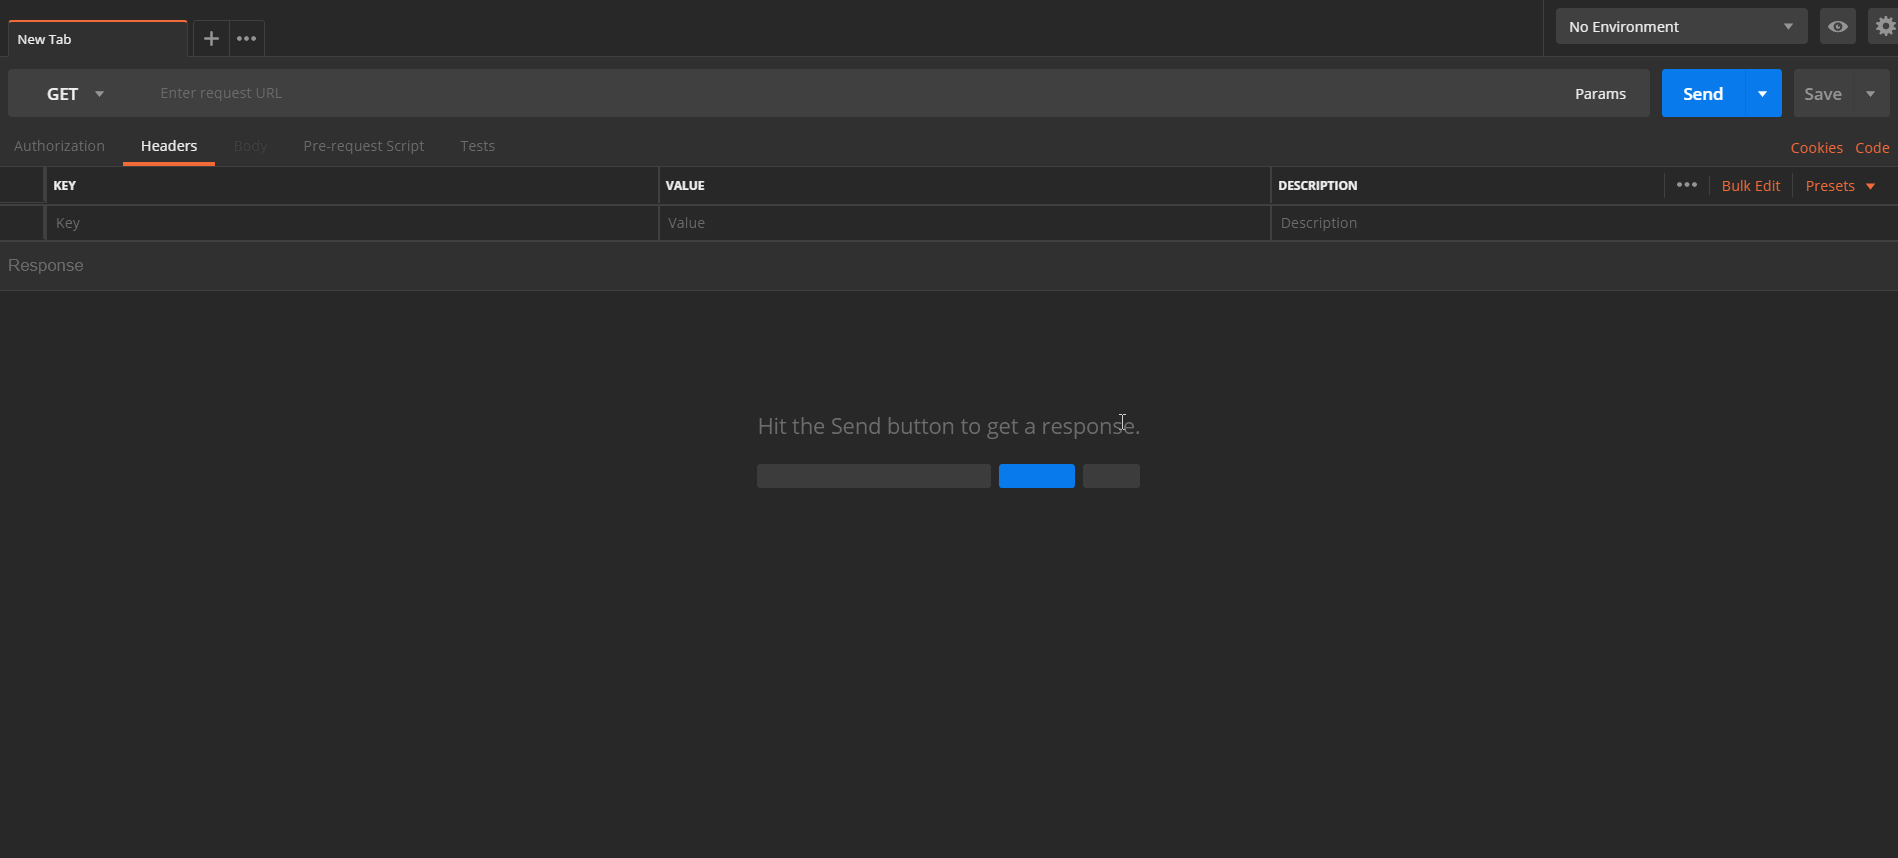 New Tab
No Environment
GET
Enter request URL
Params
Send
Save
Authorization
Headers
Body
Pre-request Script
Tests
Cookies
Code
KEY
VALUE
DESCRIPTION
Bulk Edit
Presets
Key
Value
Description
Response
Hit the Send button to get a response.